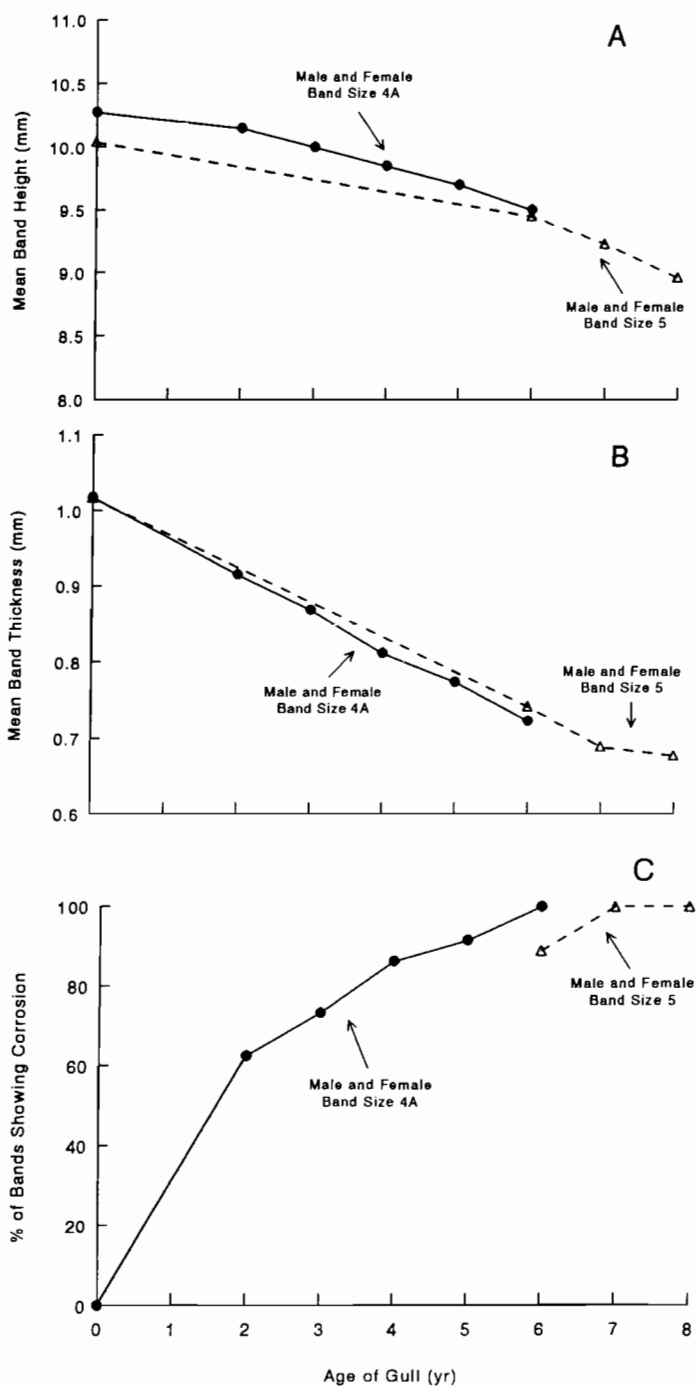 A
Mean Band Height (mm)
11.0
10.5
10.0
9.5
9.0
8.5
8.0
Male and Female
Band Size 4A
Male and Female
Band Size 5
B
Mean Band Thickness (mm)
1.1
1.0
0.9
0.8
0.7
0.6
Male and Female
Band Size 4A
Male and Female
Band Size 5
C
% of Bands Showing Corrosion
100
80
60
40
20
0
Male and Female
Band Size 4A
Male and Female
Band Size 5
0 1 2 3 4 5 6 7 8
Age of Gull (yr)